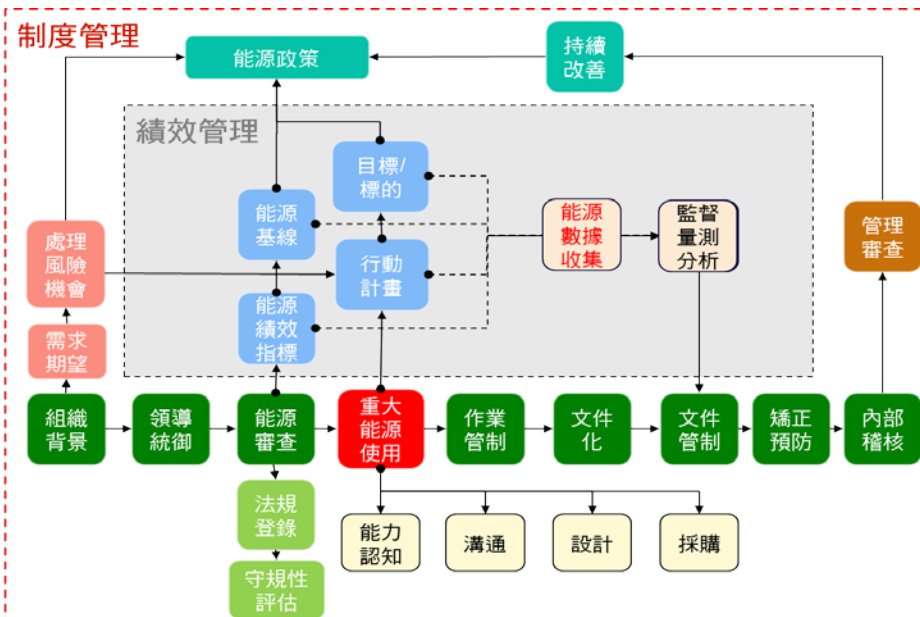 制度管理
能源政策
持續
改善
績效管理
目標/
標的
能源
基線
行動
計畫
能源
績效
指標
能源
數據
收集
監督
量測
分析
管理
審查
處理
風險
機會
需求
期望
組織
背景
領導
統御
能源
審查
重大
能源
使用
作業
管制
文件
化
文件
管制
矯正
預防
內部
稽核
法規
登錄
守規性
評估
能力
認知
溝通
設計
採購